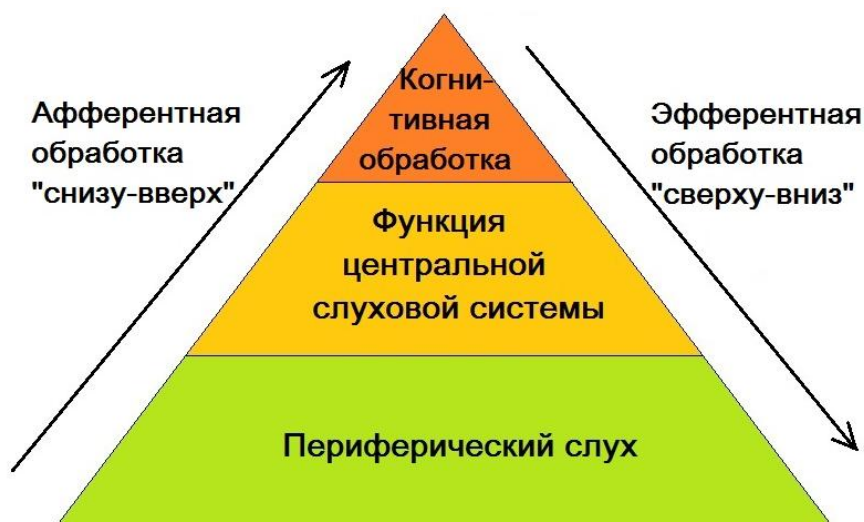 Когни-
тивная
обработка
Афферентная
обработка
"снизу-вверх"
Эфферентная
обработка
"сверху-вниз"
Функция
центральной
слуховой системы
Периферический слух